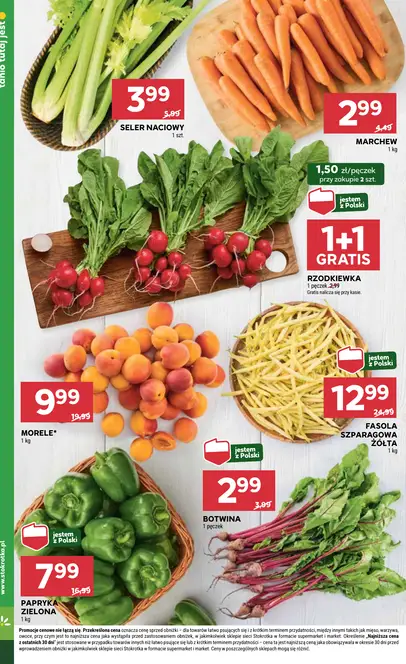 tanio tutaj jest
3.99
5,99
SELER NACIOWY
1 szt.
2.99
4,49
MARCHEW
1 kg
1,50 zł/pęczek
przy zakupie 2 szt.
jestem
z Polski
1+1
GRATIS
RZODKIEWKA
1 pęczek 2,99
Gratis nalicza się przy kasie.
9.99
19,99
MORELE*
1 kg
jestem
z Polski
12.99
24,99
FASOLA
SZPARAGOWA
ŻÓŁTA
1 kg
jestem
z Polski
2.99
3,99
BOTWINA
1 pęczek
jestem
z Polski
7.99
16,99
PAPRYKA
ZIELONA
1 kg
www.stokrotka.pl
Promocje cenowe nie łączą się. Przekreślona cena oznacza cenę sprzed obniżki – dla towarów łatwo psujących się i z krótkim terminem przydatności, między innymi takich jak mięso, warzywa,
owoce, przy czym jest to najniższa cena jaka wystąpiła przed zastosowaniem obniżek, w jakimkolwiek sklepie sieci Stokrotka w formacie supermarket i market. Określenie „Najniższa cena
z ostatnich 30 dni” jest stosowane w przypadku towarów innych niż łatwo psujące się lub z krótkim terminem przydatności - cena ta jest najniższą ceną, jaka obowiązywała w okresie 30 dni przed
wprowadzeniem obniżki w jakimkolwiek sklepie sieci Stokrotka w formacie supermarket i market. Ceny w poszczególnych sklepach mogą się różnić.